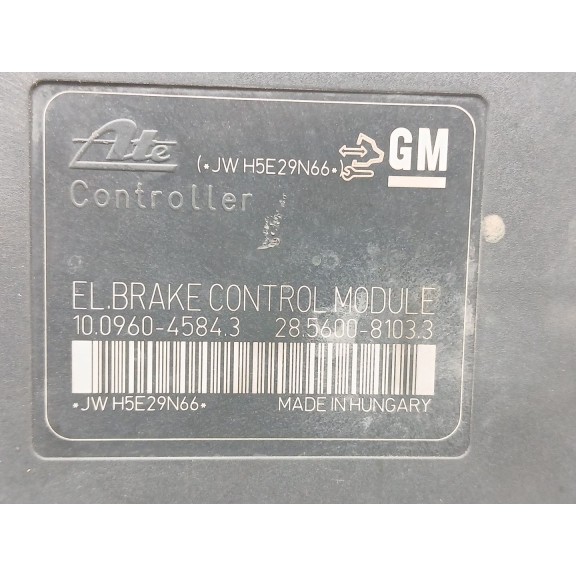 Ate
(*JW H5E29N66*)
GM
Controller
EL.BRAKE CONTROL MODULE
10.0960-4584.3 28.5600-8103.3
*JW H5E29N66* MADE IN HUNGARY